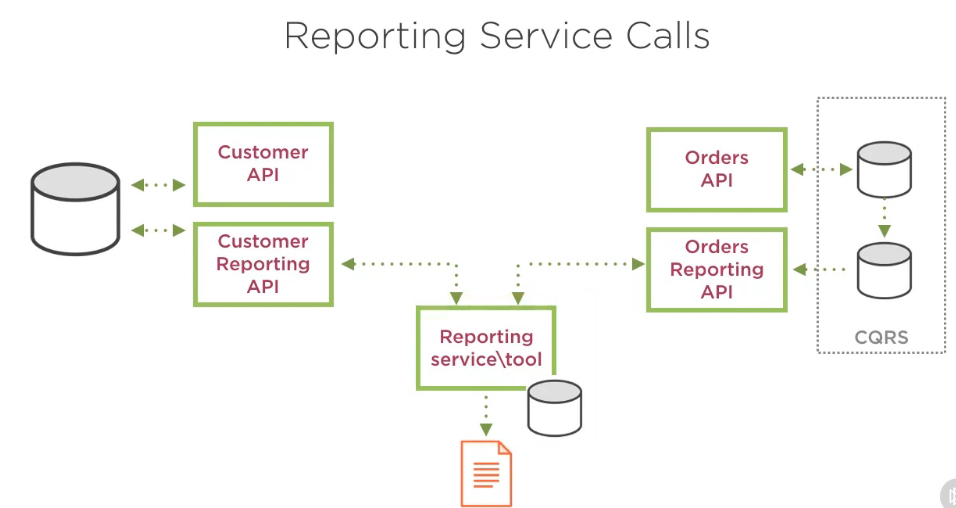 Reporting Service Calls
Customer
API
Customer
Reporting
API
Orders
API
Orders
Reporting
API
Reporting
service\tool
CQRS